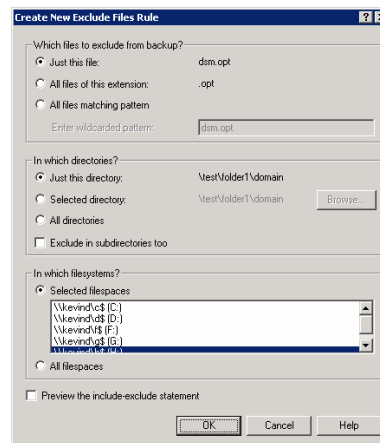 Create New Exclude Files Rule
Which files to exclude from backup?
Just this file: dsm.opt
All files of this extension: .opt
All files matching pattern
Enter wildcarded pattern: dsm.opt
In which directories?
Just this directory: \test\folder1\domain
Selected directory: \test\folder1\domain Browse...
All directories
Exclude in subdirectories too
In which filesystems?
Selected filespaces
\\kevind\c$ (C:)
\\kevind\d$ (D:)
\\kevind\f$ (F:)
\\kevind\g$ (G:)
\\kevind\h$ (H:)
All filespaces
Preview the include-exclude statement
OK Cancel Help